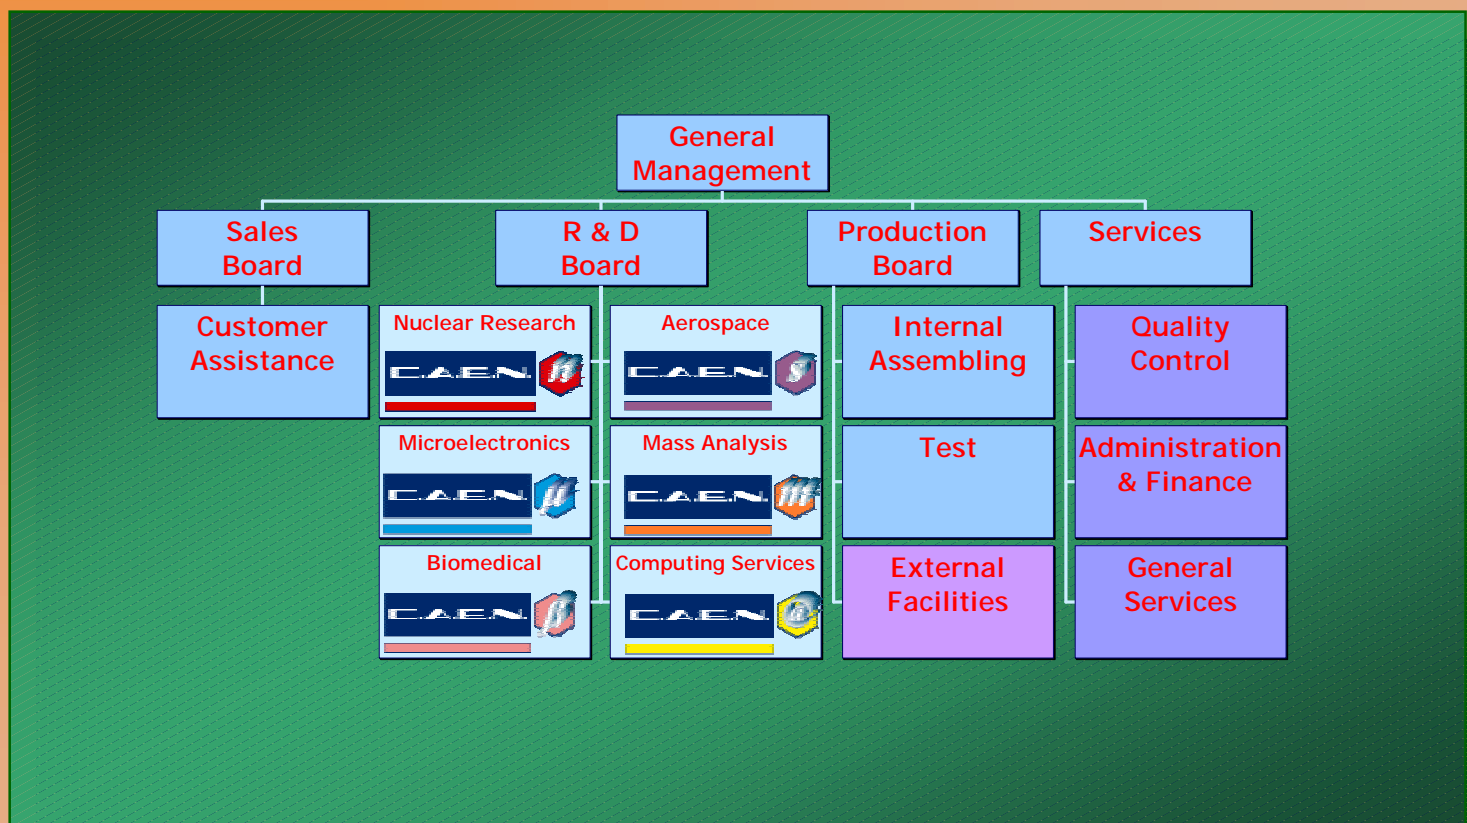 General
Management
Sales
Board
R & D
Board
Production
Board
Services
Customer
Assistance
Nuclear Research
C.A.E.N.
n
Aerospace
C.A.E.N.
S
Internal
Assembling
Quality
Control
Microelectronics
C.A.E.N.
μ
Mass Analysis
C.A.E.N.
m
Test
Administration
& Finance
Biomedical
C.A.E.N.
β
Computing Services
C.A.E.N.
@
External
Facilities
General
Services